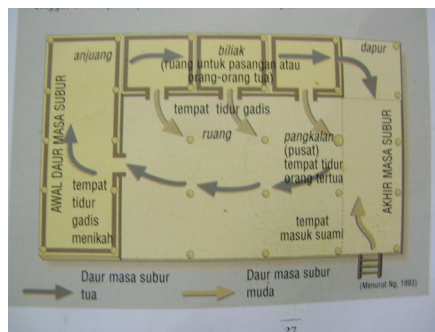 anjuang
biliak
(ruang untuk pasangan atau
orang-orang tua)
dapur
AWAL DAUR MASA SUBUR
tempat tidur gadis
ruang
pangkalan
(pusat)
tempat tidur
orang tertua
AKHIR MASA SUBUR
tempat
tidur
gadis
menikah
tempat
masuk suami
Daur masa subur
tua
Daur masa subur
muda
(Menurut Ng, 1993)